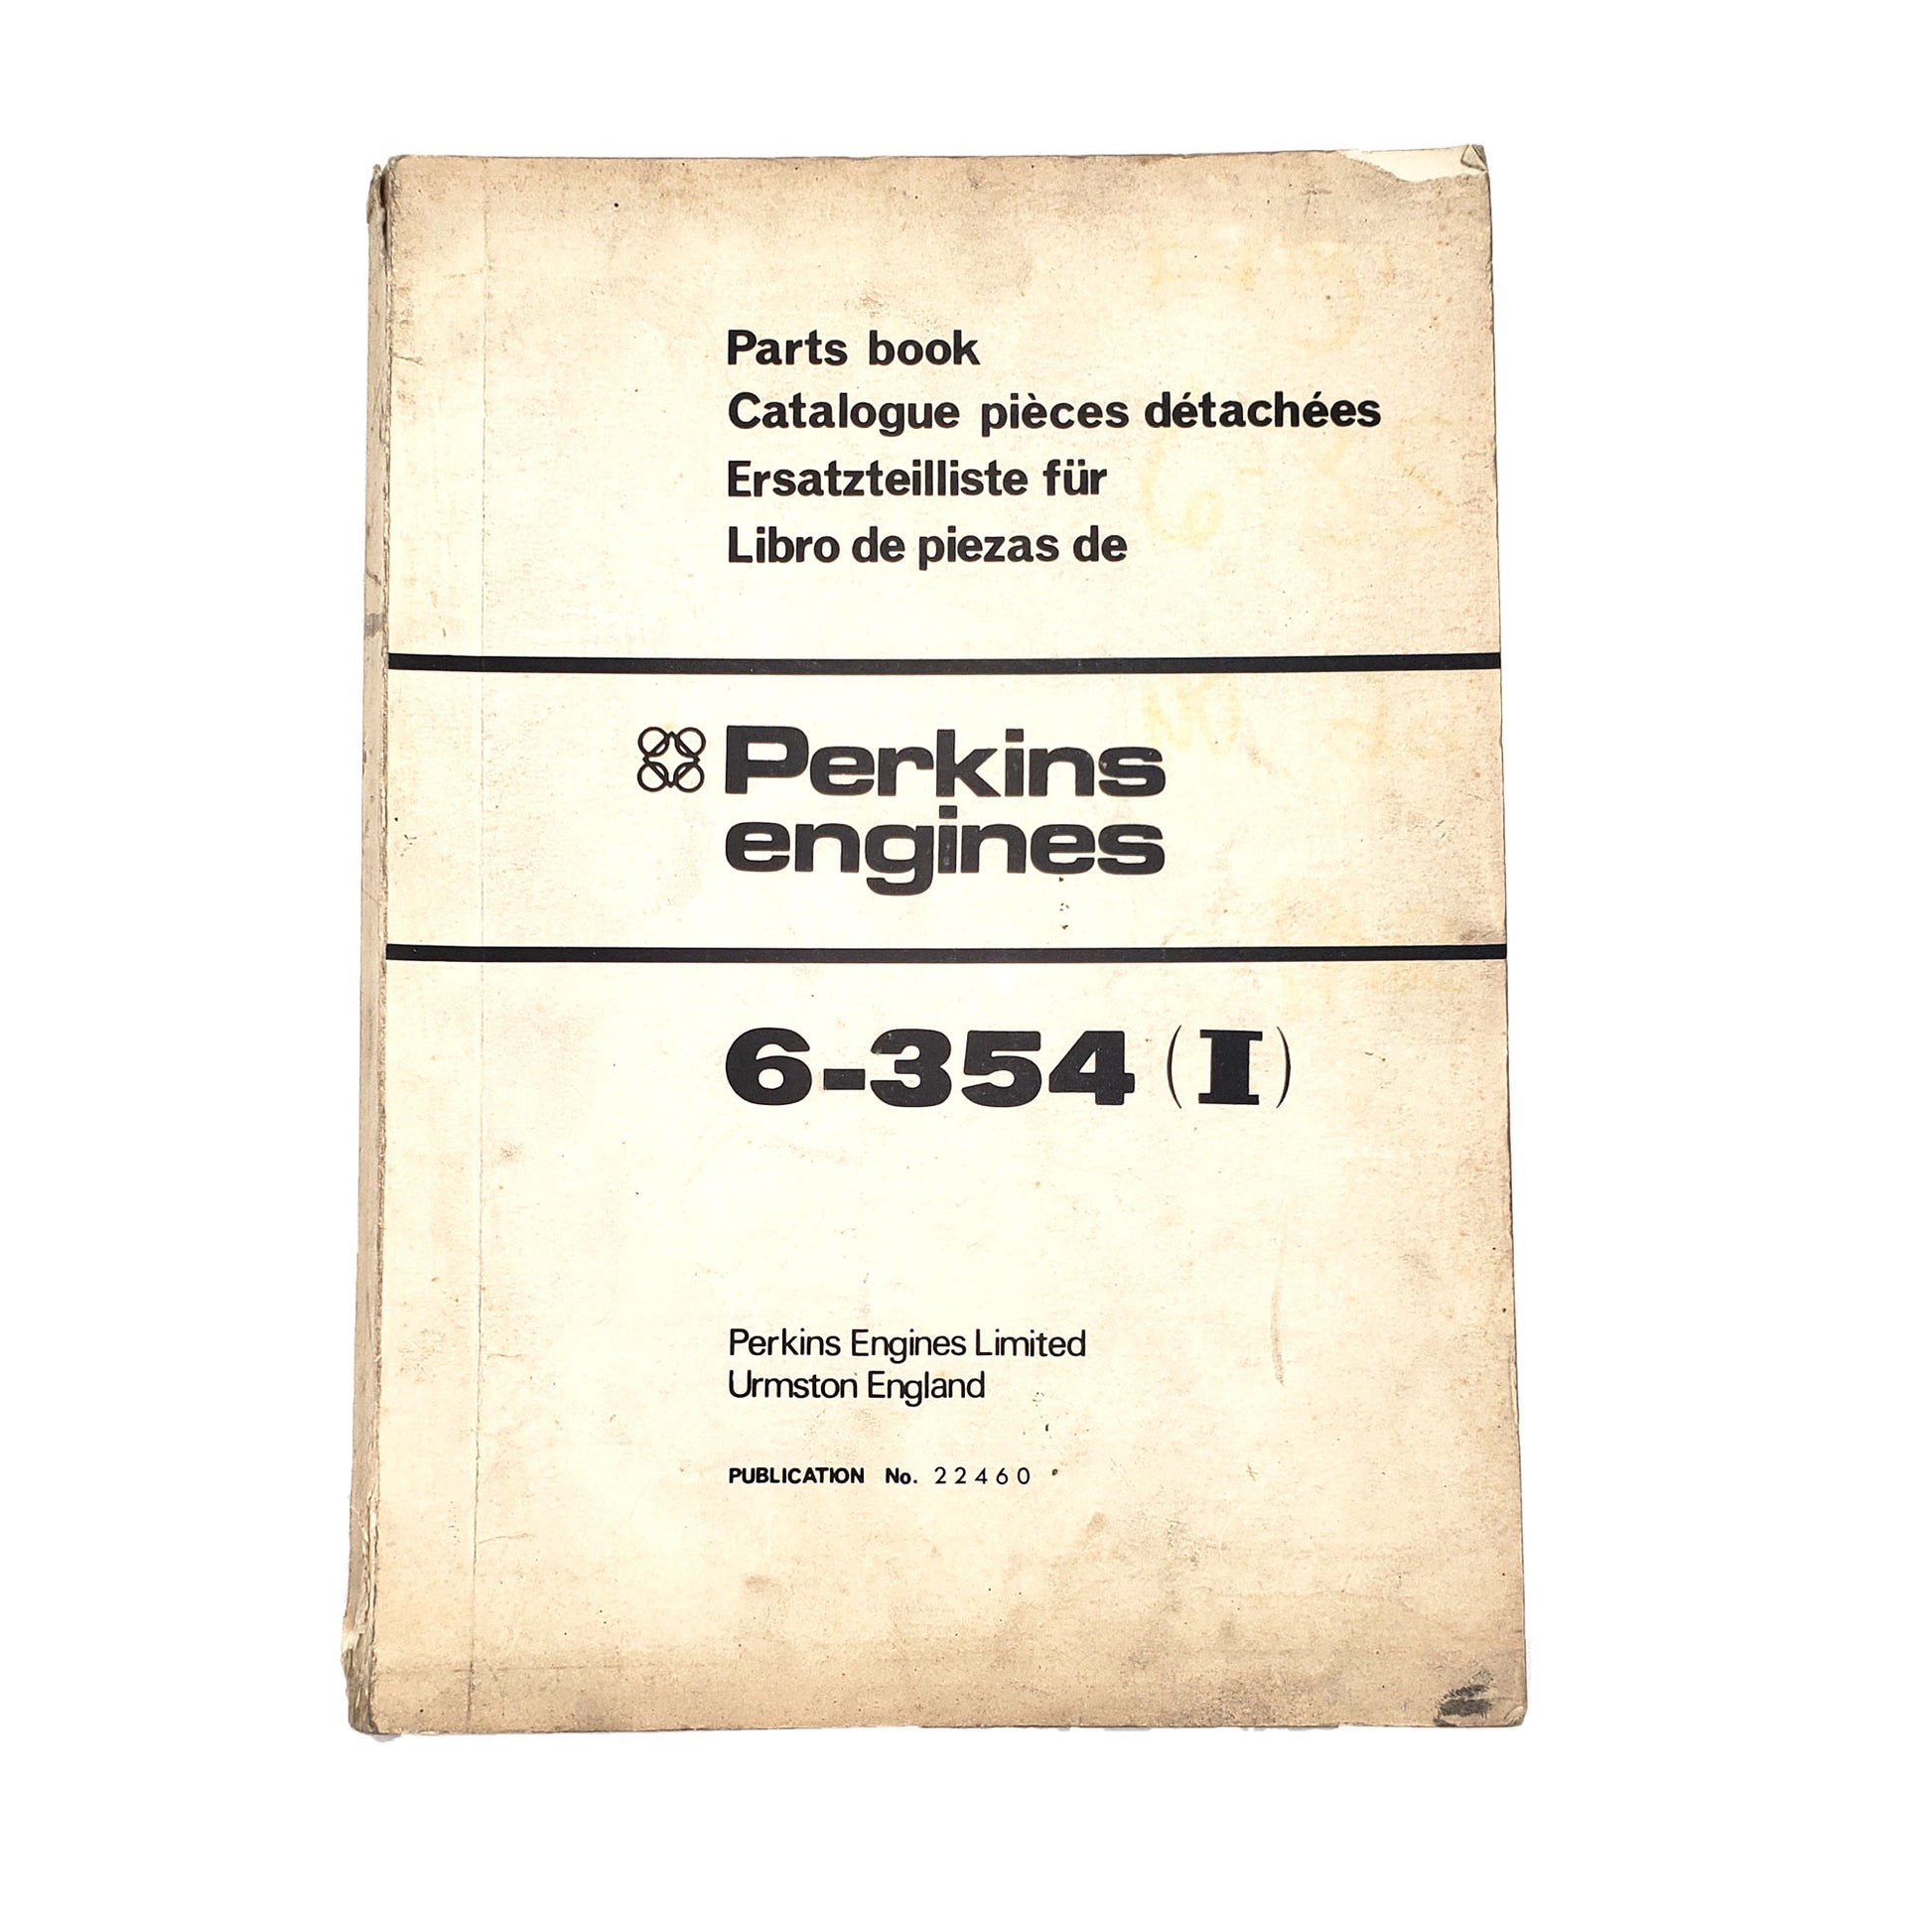 Parts book
Catalogue pièces détachées
Ersatzteilliste für
Libro de piezas de
Perkins
engines
6-354 (I)
Perkins Engines Limited
Urmston England
PUBLICATION No. 22460